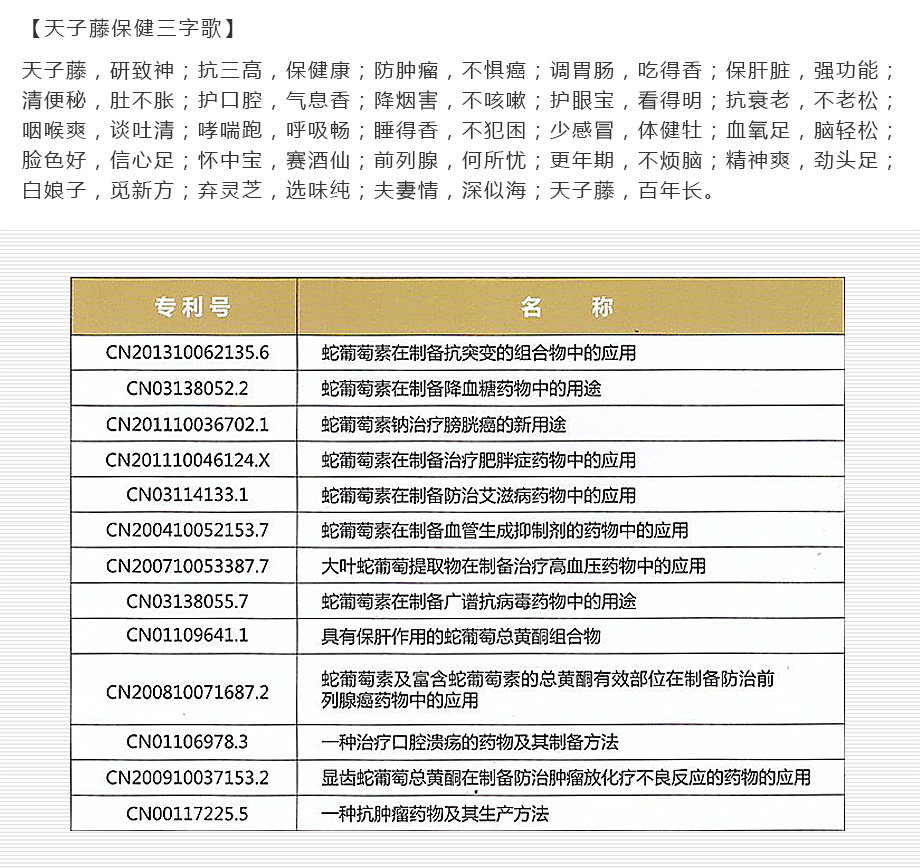 【天子藤保健三字歌】
天子藤，研致神；抗三高，保健康；防肿瘤，不惧癌；调胃肠，吃得香；保肝脏，强功能；
清便秘，肚不胀；护口腔，气息香；降烟害，不咳嗽；护眼宝，看得明；抗衰老，不老松；
咽喉爽，谈吐清；哮喘跑，呼吸畅；睡得香，不犯困；少感冒，体健牡；血氧足，脑轻松；
脸色好，信心足；怀中宝，赛酒仙；前列腺，何所忧；更年期，不烦脑；精神爽，劲头足；
白娘子，觅新方；弃灵芝，选味纯；夫妻情，深似海；天子藤，百年长。
专利号 名 称
CN201310062135.6 蛇葡萄素在制备抗突变的组合物中的应用
CN03138052.2 蛇葡萄素在制备降血糖药物中的用途
CN201110036702.1 蛇葡萄素钠治疗膀胱癌的新用途
CN201110046124.X 蛇葡萄素在制备治疗肥胖症药物中的应用
CN03114133.1 蛇葡萄素在制备防治艾滋病药物中的应用
CN200410052153.7 蛇葡萄素在制备血管生成抑制剂的药物中的应用
CN200710053387.7 大叶蛇葡萄提取物在制备治疗高血压药物中的应用
CN03138055.7 蛇葡萄素在制备广谱抗病毒药物中的用途
CN01109641.1 具有保肝作用的蛇葡萄总黄酮组合物
CN200810071687.2 蛇葡萄素及富含蛇葡萄素的总黄酮有效部位在制备防治前
列腺癌药物中的应用
CN01106978.3 一种治疗口腔溃疡的药物及其制备方法
CN200910037153.2 显齿蛇葡萄总黄酮在制备防治肿瘤放化疗不良反应的药物的应用
CN00117225.5 一种抗肿瘤药物及其生产方法